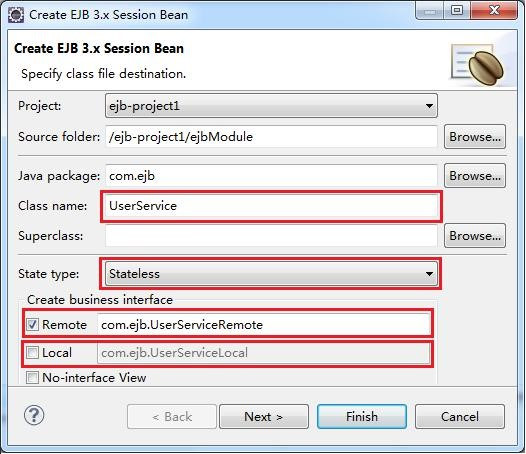 Create EJB 3.x Session Bean
Create EJB 3.x Session Bean
Specify class file destination.
Project: ejb-project1
Source folder: /ejb-project1/ejbModule Browse...
Java package: com.ejb Browse...
Class name: UserService
Superclass: Browse...
State type: Stateless
Create business interface
Remote com.ejb.UserServiceRemote
Local com.ejb.UserServiceLocal
No-interface View
? < Back Next > Finish Cancel